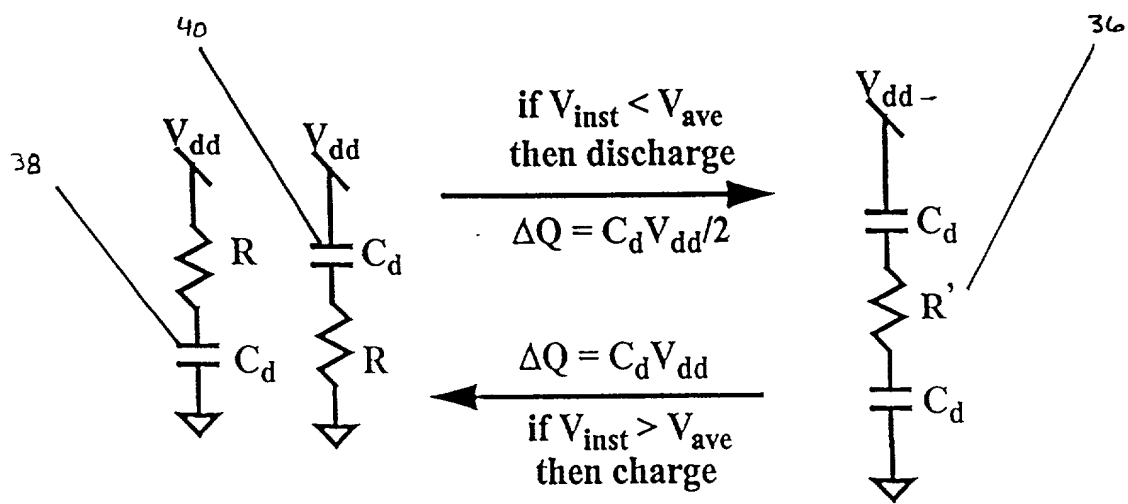 40
36
38
V_dd
V_dd
R
C_d
C_d
R
if V_inst < V_ave
then discharge
ΔQ = C_dV_dd/2
ΔQ = C_dV_dd
if V_inst > V_ave
then charge
V_dd
C_d
R'
C_d